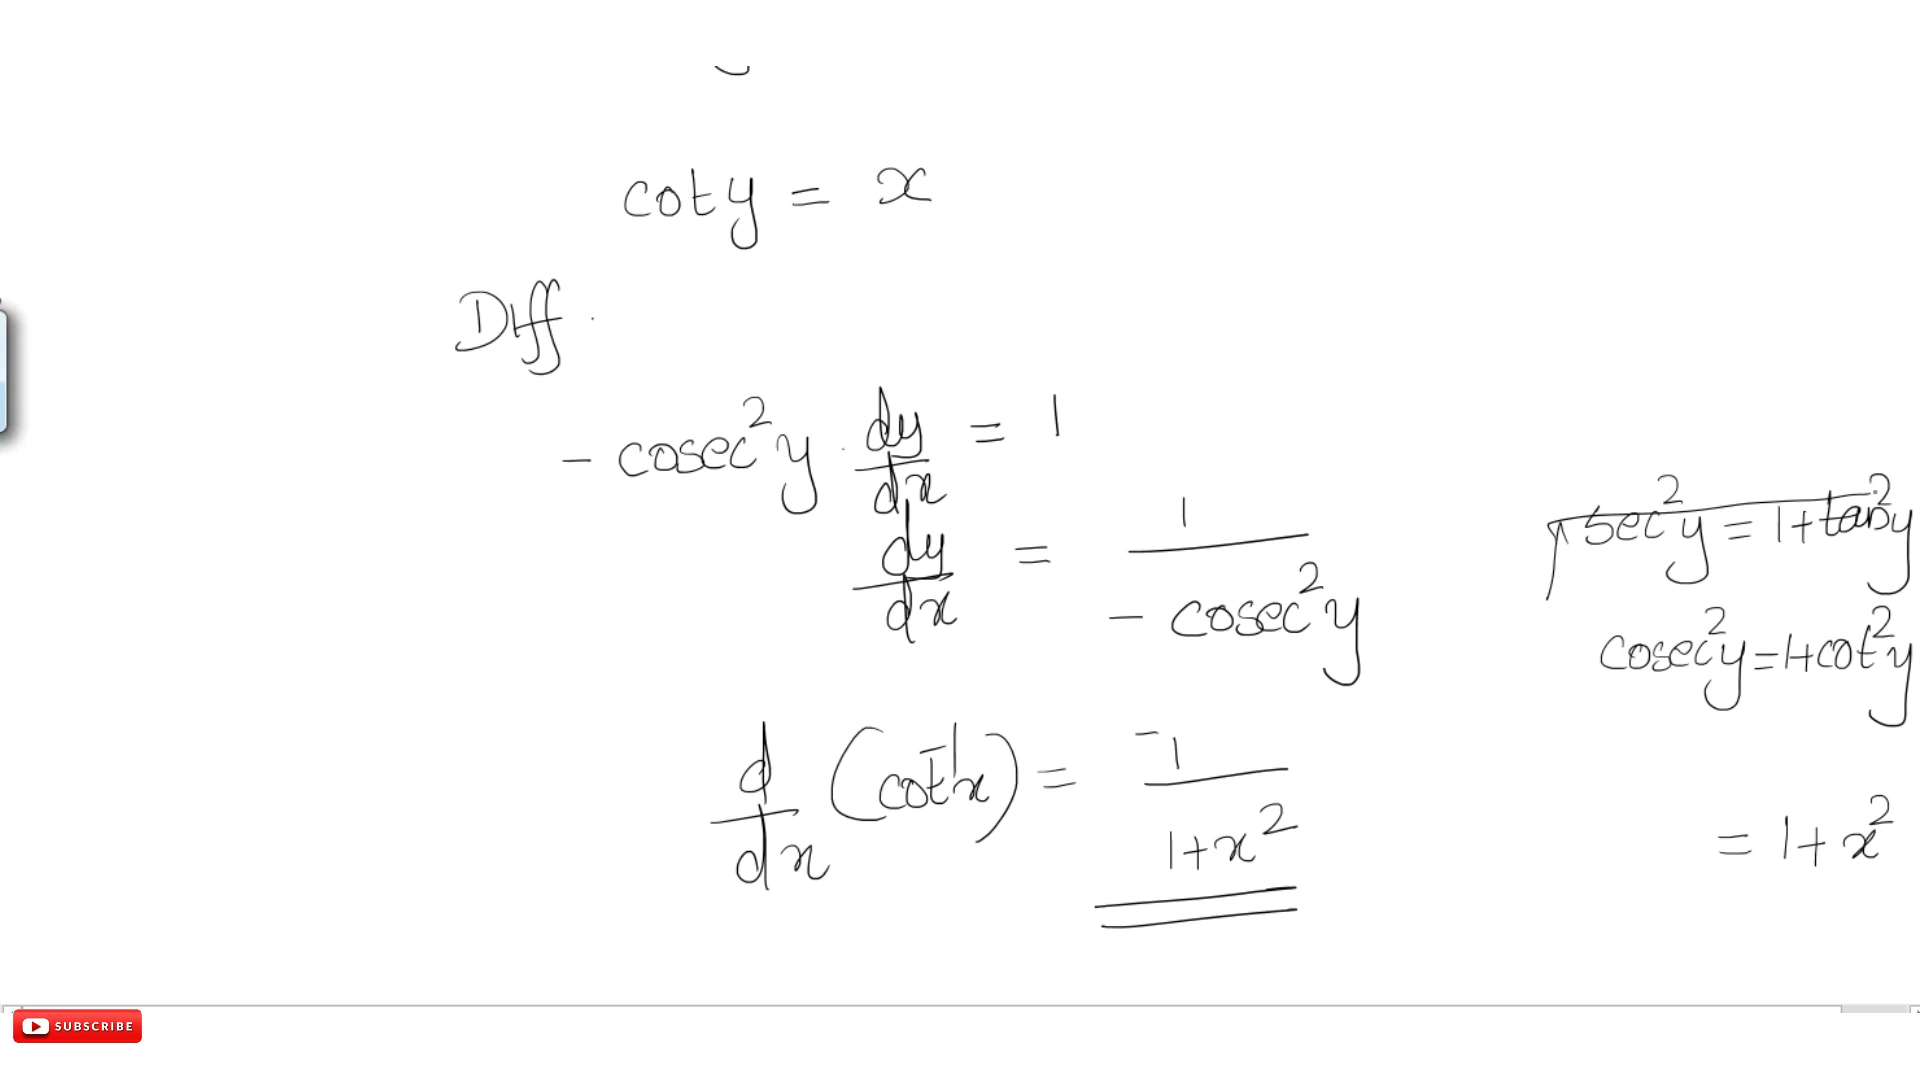 cot y = x
Diff.
- cosec²y . dy/dx = 1
dy/dx = 1/(- cosec²y)
sec²y = 1+tan²y
cosec²y = 1+cot²y
d/dx (cot⁻¹x) = -1/(1+x²)
= 1+x²
SUBSCRIBE